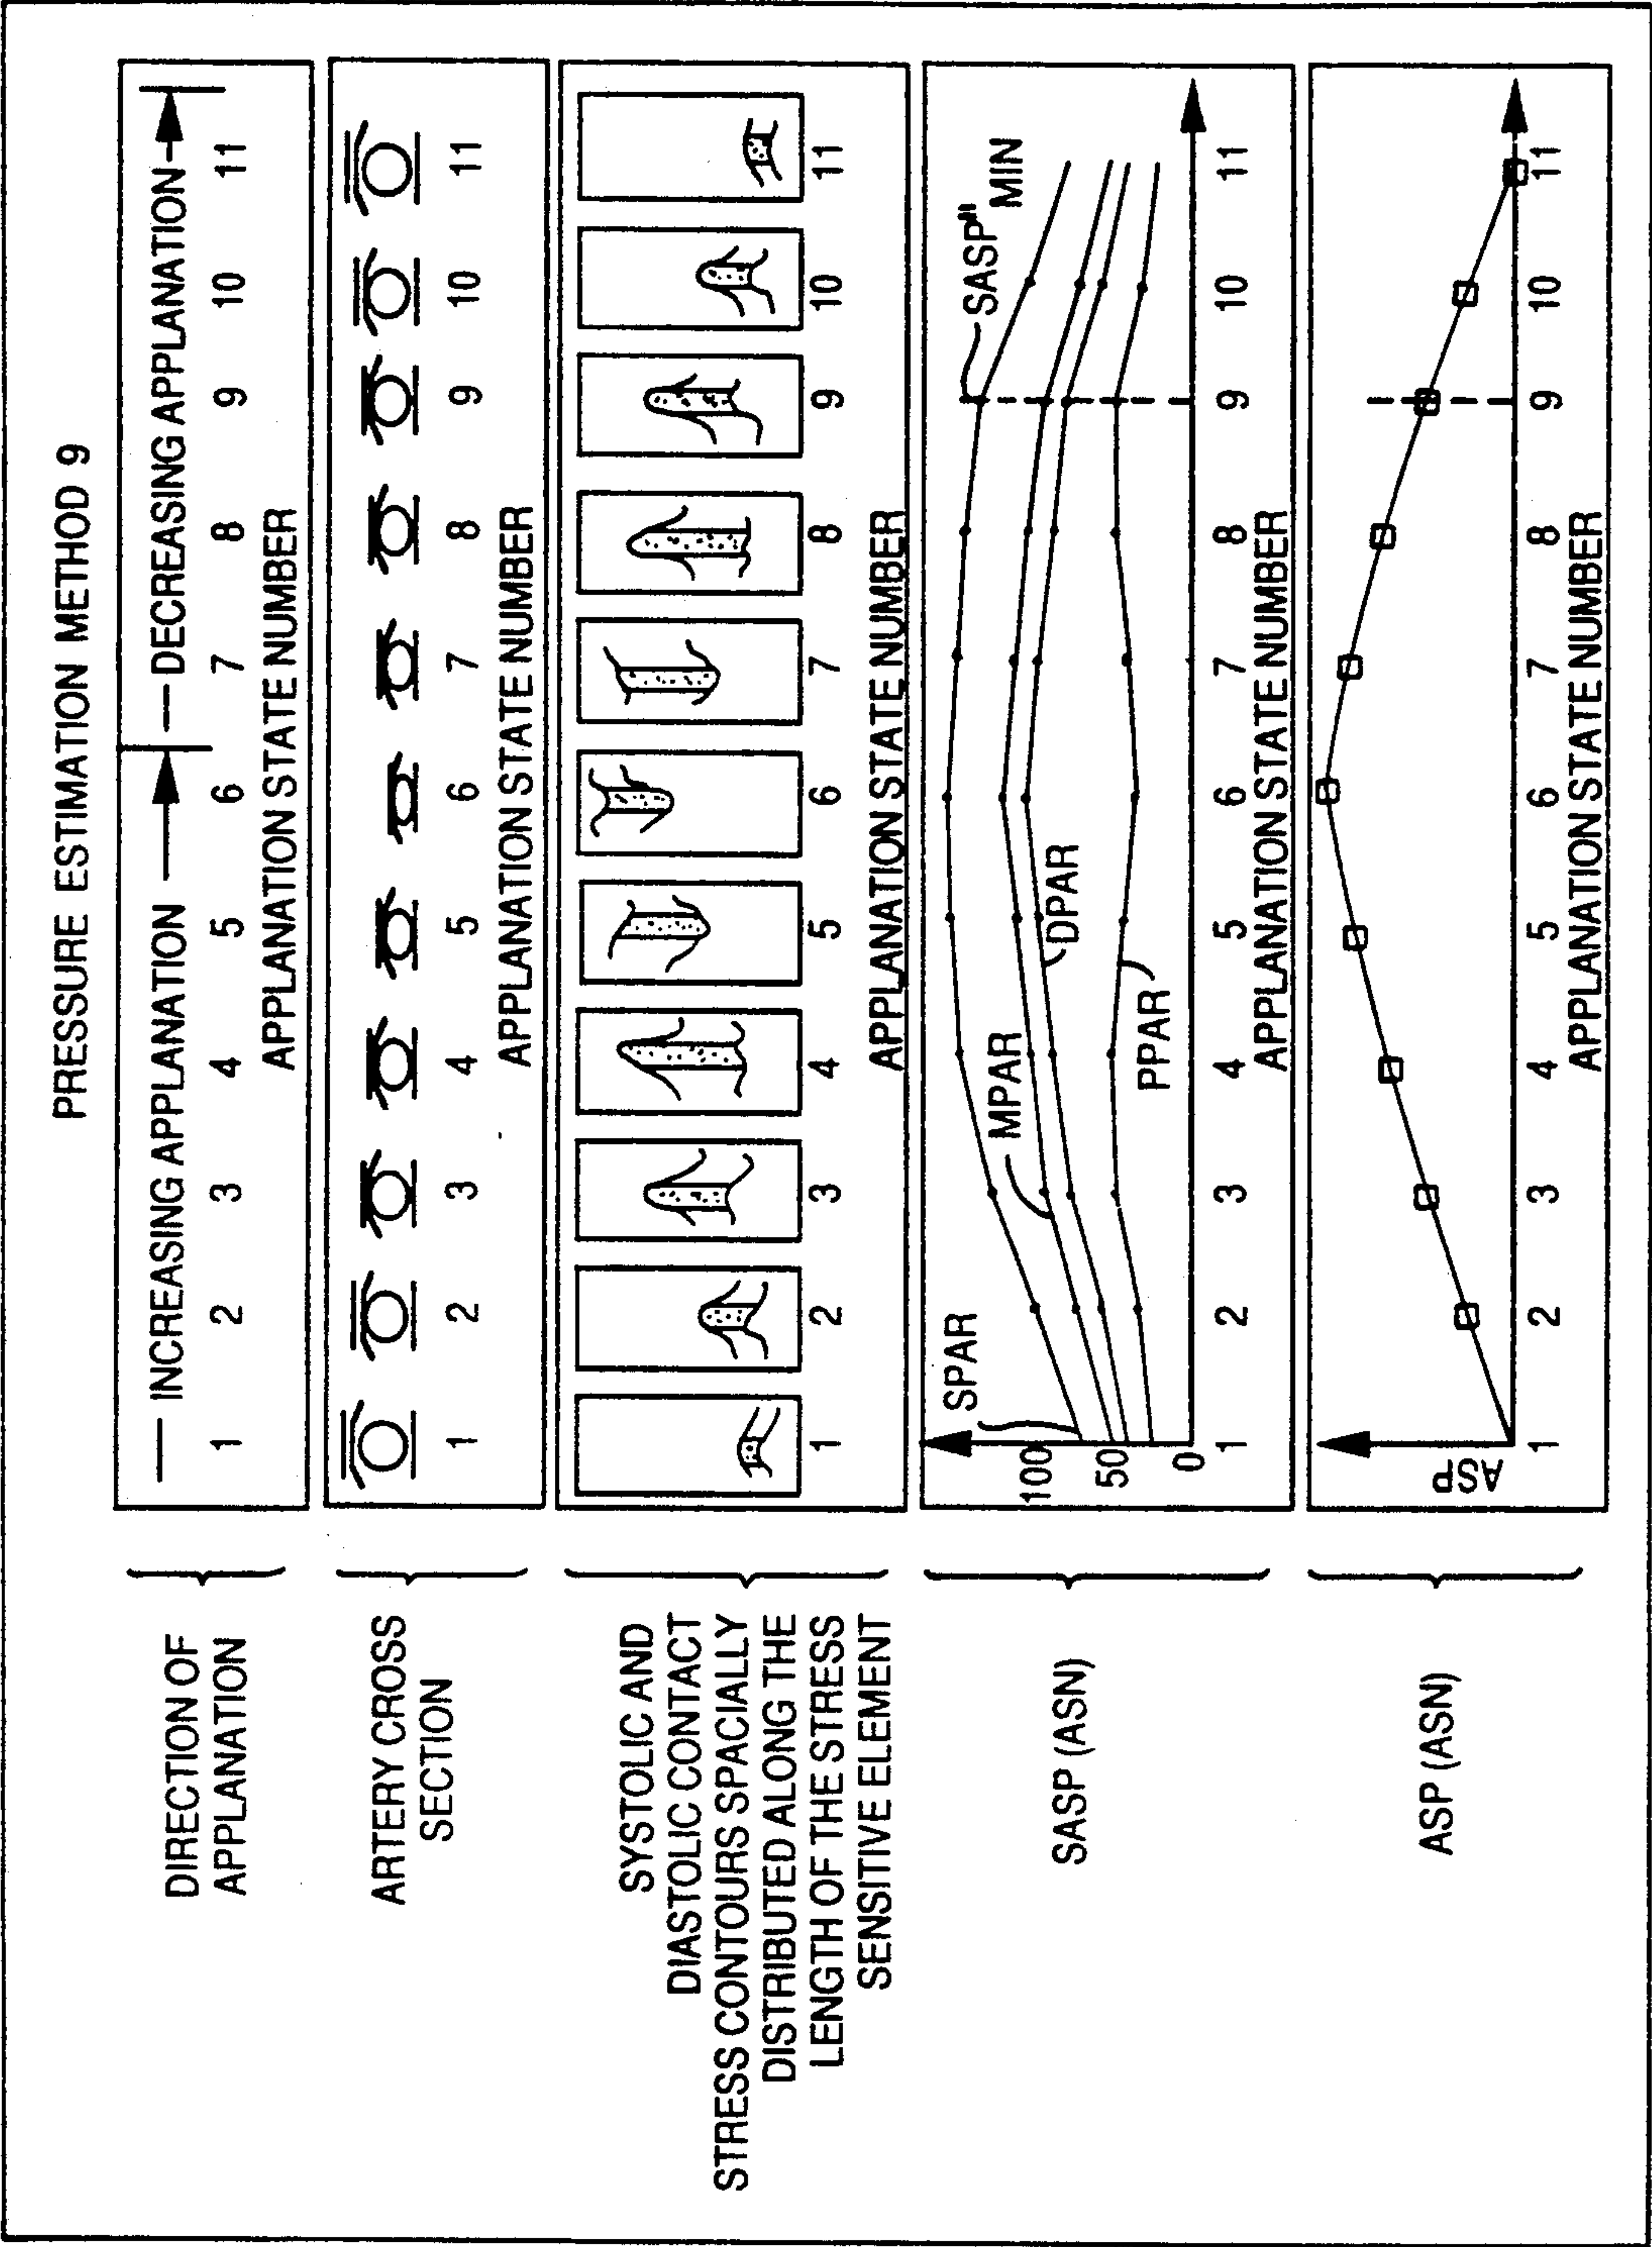 PRESSURE ESTIMATION METHOD 9
DIRECTION OF
APPLANATION
INCREASING APPLANATION
DECREASING APPLANATION
1 2 3 4 5 6 7 8 9 10 11
APPLANATION STATE NUMBER
ARTERY CROSS
SECTION
1 2 3 4 5 6 7 8 9 10 11
APPLANATION STATE NUMBER
SYSTOLIC AND
DIASTOLIC CONTACT
STRESS CONTOURS SPACIALLY
DISTRIBUTED ALONG THE
LENGTH OF THE STRESS
SENSITIVE ELEMENT
1 2 3 4 5 6 7 8 9 10 11
APPLANATION STATE NUMBER
SASP (ASN)
100
50
0
SPAR
MPAR
DPAR
PPAR
SASP"
MIN
1 2 3 4 5 6 7 8 9 10 11
APPLANATION STATE NUMBER
ASP (ASN)
ASP
1 2 3 4 5 6 7 8 9 10 11
APPLANATION STATE NUMBER